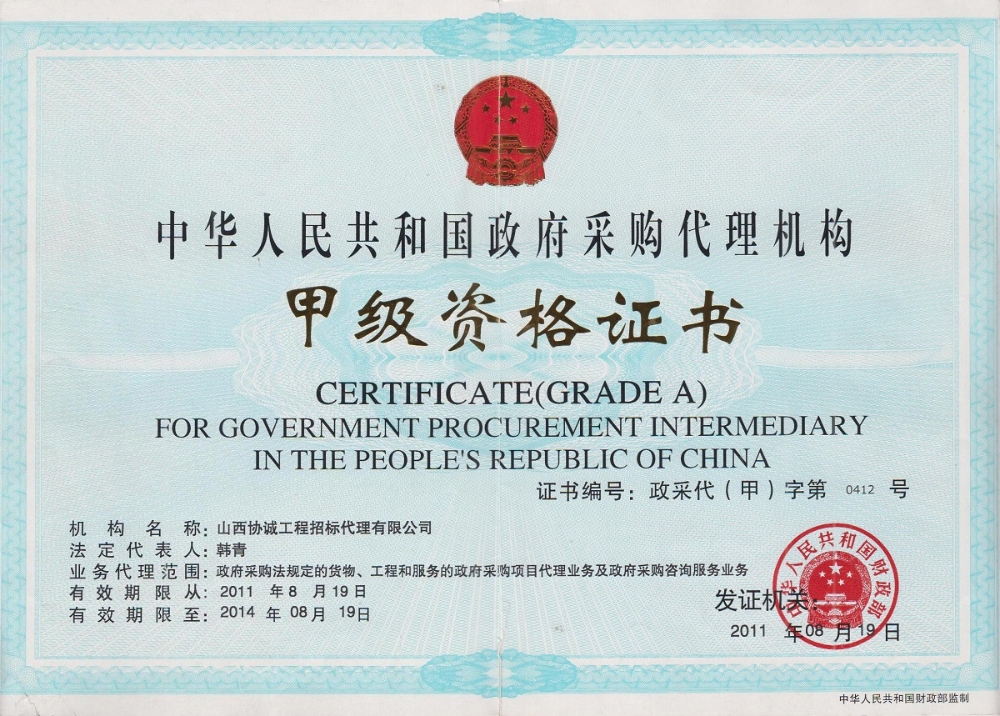 中华人民共和国政府采购代理机构
甲级资格证书
CERTIFICATE(GRADE A)
FOR GOVERNMENT PROCUREMENT INTERMEDIARY
IN THE PEOPLE'S REPUBLIC OF CHINA
证书编号：政采代（甲）字第 0412 号
机构名称：山西协诚工程招标代理有限公司
法定代表人：韩青
业务代理范围：政府采购法规定的货物、工程和服务的政府采购项目代理业务及政府采购咨询服务业务
有效期限从：2011 年 8 月 19 日
有效期限至：2014 年 08 月 19 日
中华人民共和国财政部
发证机关：
2011 年 08 月 19 日
中华人民共和国财政部监制